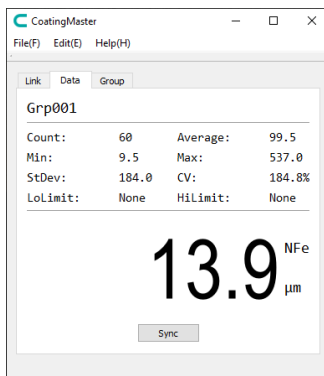 CoatingMaster
File(F) Edit(E) Help(H)
Link Data Group
Grp001
Count: 60 Average: 99.5
Min: 9.5 Max: 537.0
StDev: 184.0 CV: 184.8%
LoLimit: None HiLimit: None
13.9 NFe
μm
Sync